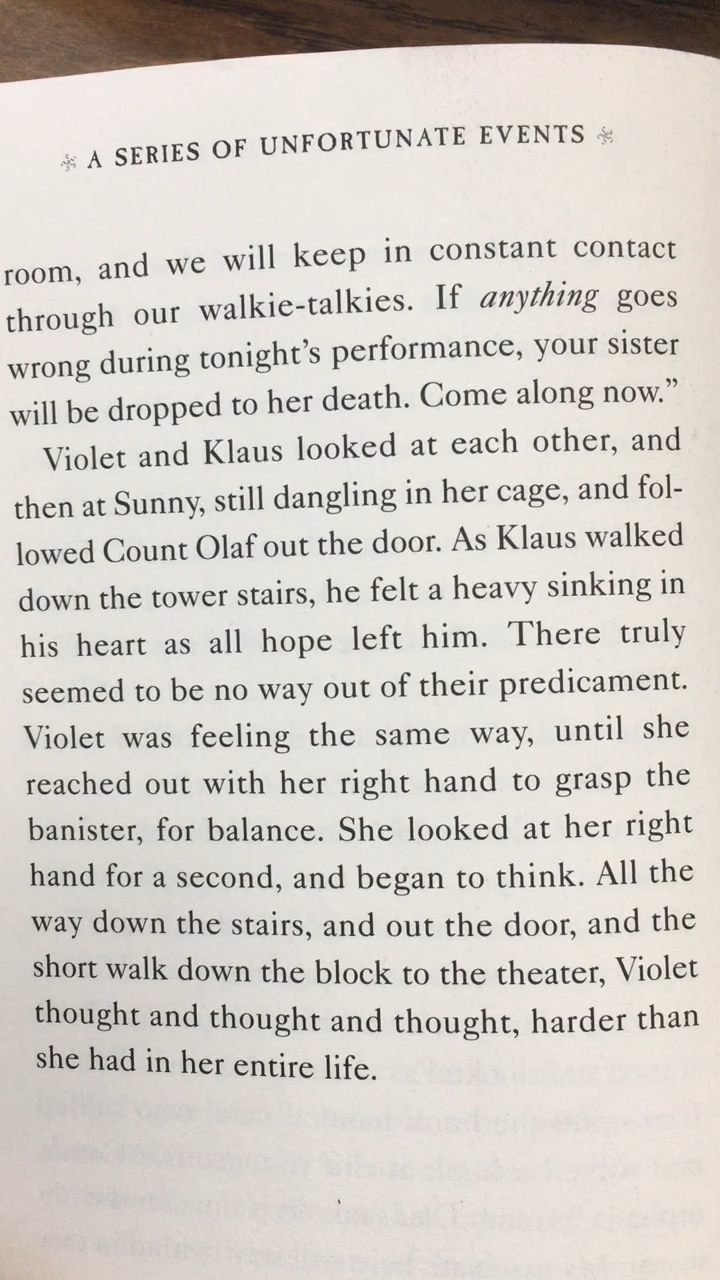 A SERIES OF UNFORTUNATE EVENTS
room, and we will keep in constant contact
through our walkie-talkies. If anything goes
wrong during tonight’s performance, your sister
will be dropped to her death. Come along now.”
Violet and Klaus looked at each other, and
then at Sunny, still dangling in her cage, and fol-
lowed Count Olaf out the door. As Klaus walked
down the tower stairs, he felt a heavy sinking in
his heart as all hope left him. There truly
seemed to be no way out of their predicament.
Violet was feeling the same way, until she
reached out with her right hand to grasp the
banister, for balance. She looked at her right
hand for a second, and began to think. All the
way down the stairs, and out the door, and the
short walk down the block to the theater, Violet
thought and thought and thought, harder than
she had in her entire life.